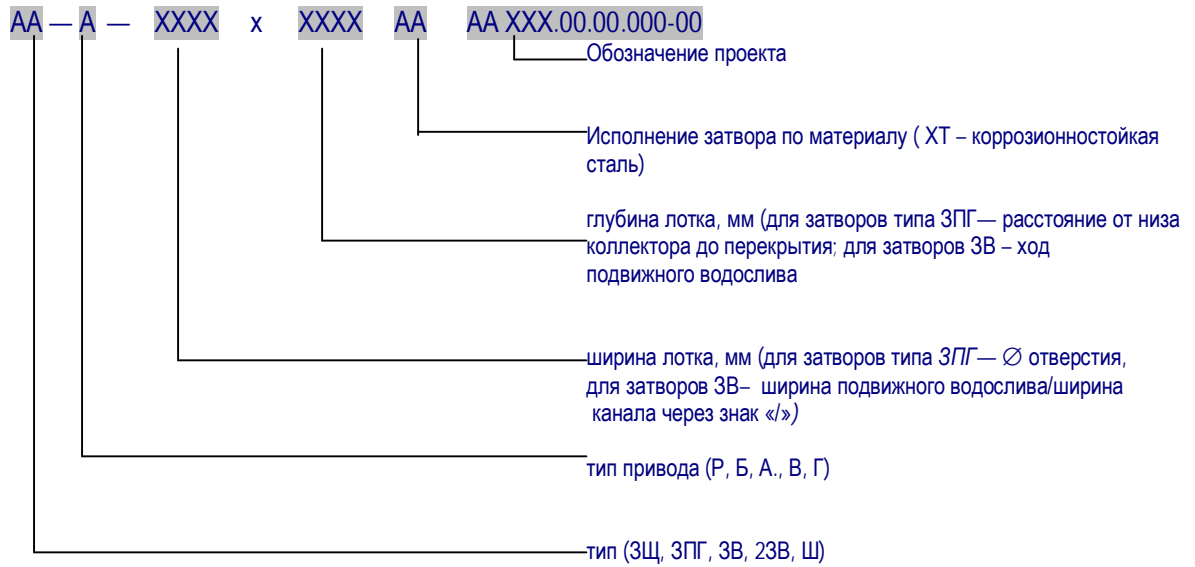 АА — А — ХХХХ х ХХХХ АА АА ХХХ.00.00.000-00
Обозначение проекта
Исполнение затвора по материалу ( ХТ – коррозионностойкая
сталь)
глубина лотка, мм (для затворов типа ЗПГ— расстояние от низа
коллектора до перекрытия; для затворов ЗВ – ход
подвижного водослива
ширина лотка, мм (для затворов типа ЗПГ— ∅ отверстия,
для затворов ЗВ– ширина подвижного водослива/ширина
канала через знак «/»)
тип привода (Р, Б, А., В, Г)
тип (ЗЩ, ЗПГ, ЗВ, 2ЗВ, Ш)